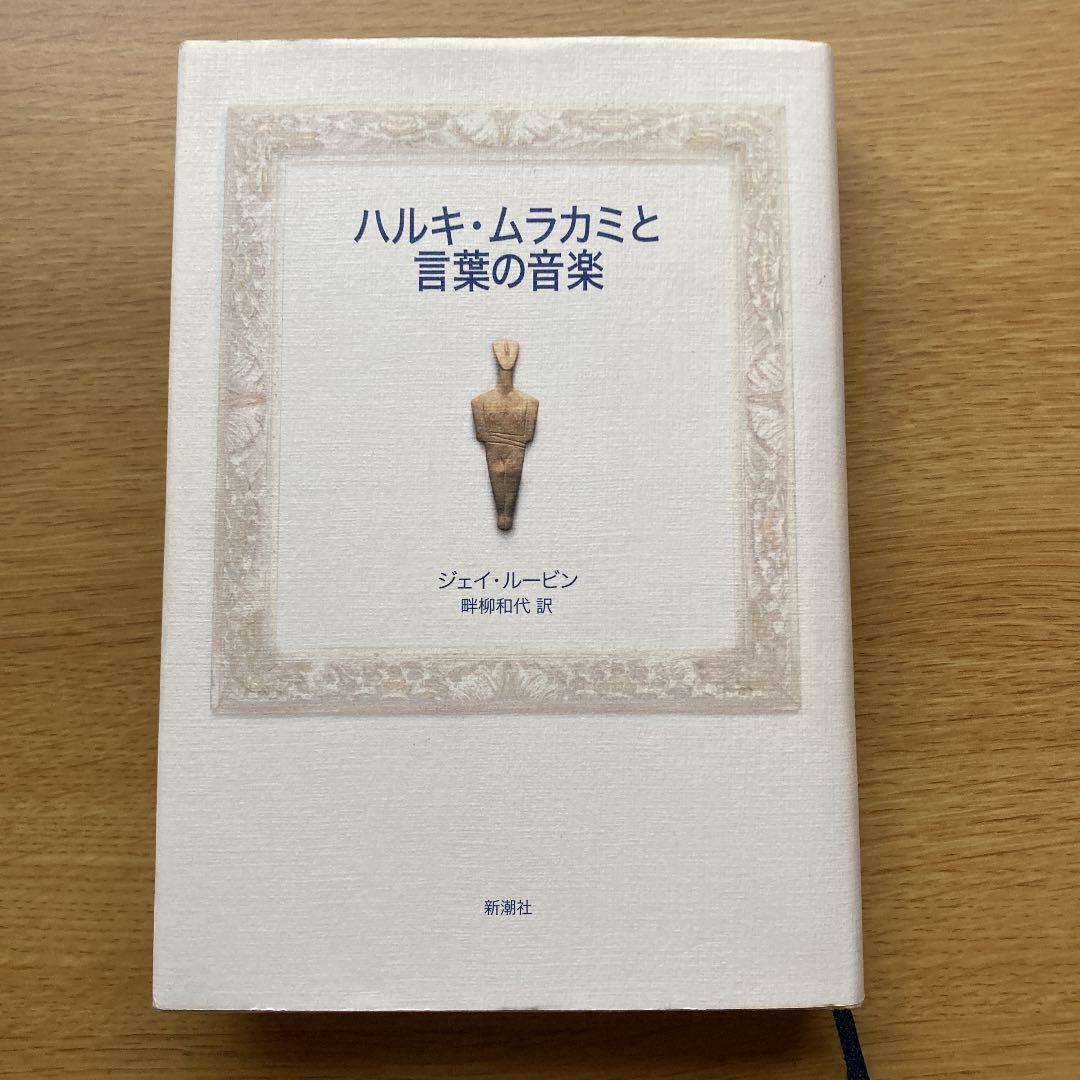 ハルキ・ムラカミと
言葉の音楽
ジェイ・ルービン
畔柳和代 訳
新潮社